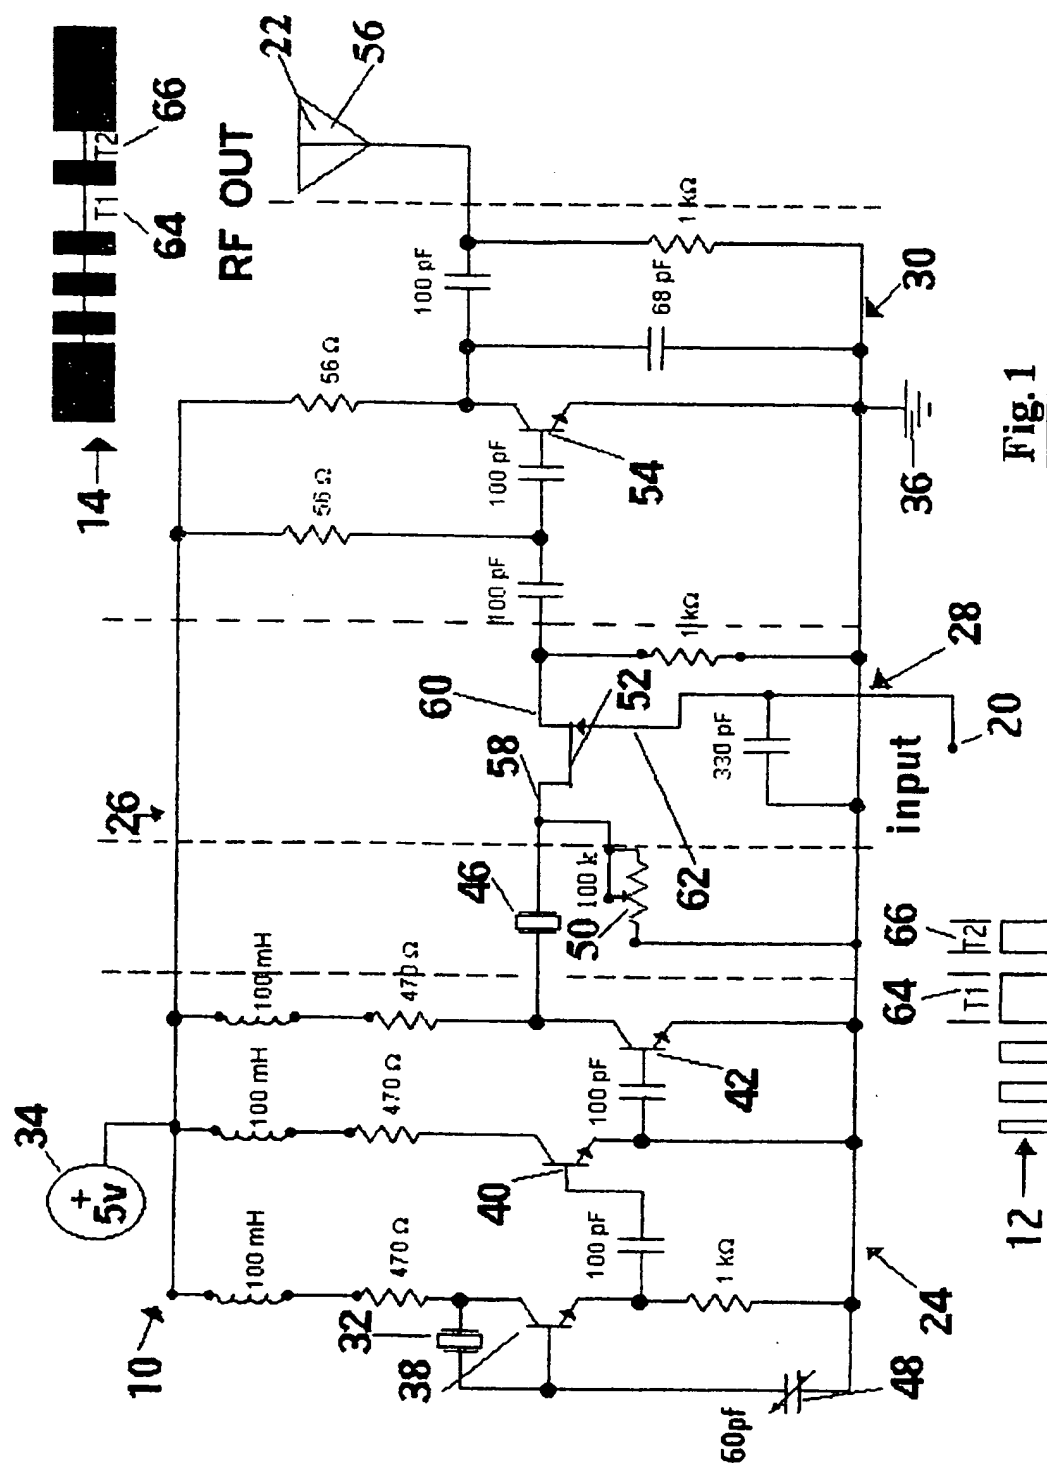 14
T1
T2
64
66
RF OUT
22
56
34
+
5v
10
26
100 mH
100 mH
100 mH
56 Ω
56 Ω
470 Ω
470 Ω
470 Ω
100 pF
32
38
40
46
58
60
100 pF
100 pF
54
100 k
50
52
62
42
100 pF
100 pF
1 kΩ
1 kΩ
1 kΩ
68 pF
330 pF
60pf
48
24
input
20
28
36
30
12
T1
T2
64
66
Fig. 1